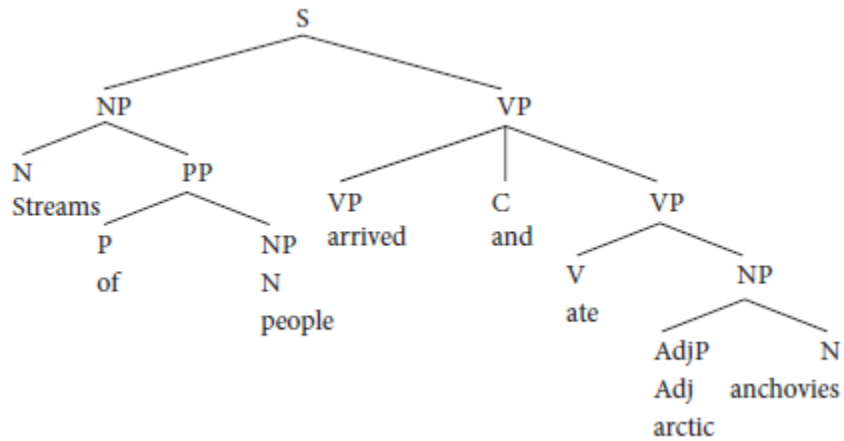 S
NP VP
N PP VP C VP
Streams arrived and
P NP V NP
of N ate
people AdjP N
Adj anchovies
arctic